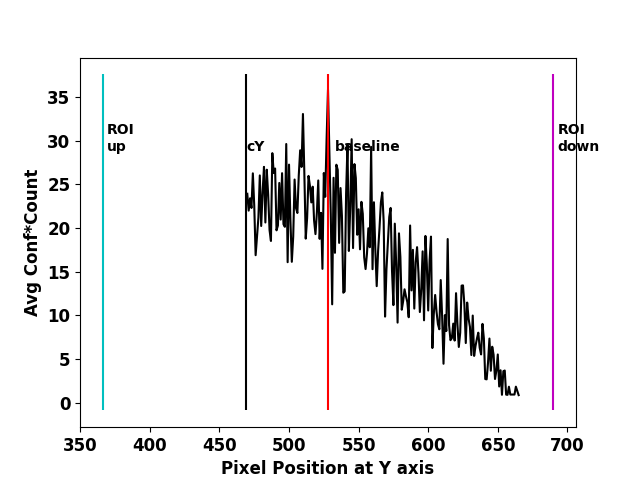 35
30
25
20
15
10
5
0
Avg Conf*Count
ROI
up
cY
baseline
ROI
down
350 400 450 500 550 600 650 700
Pixel Position at Y axis